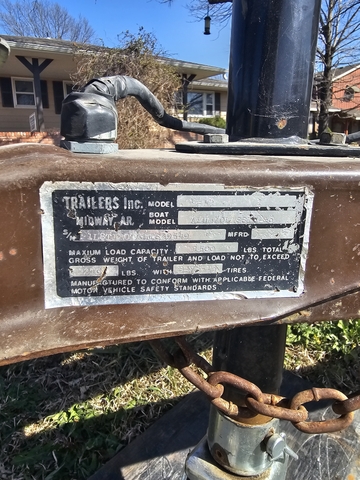 TRAILERS Inc. MODEL
MIDWAY, AR. BOAT MODEL
S/N MFRD
MAXIUM LOAD CAPACITY LBS. TOTAL
GROSS WEIGHT OF TRAILER AND LOAD NOT TO EXCEED
LBS. WITH TIRES
MANUFACTURED TO CONFORM WITH APPLICABLE FEDERAL
MOTOR VEHICLE SAFETY STANDARDS